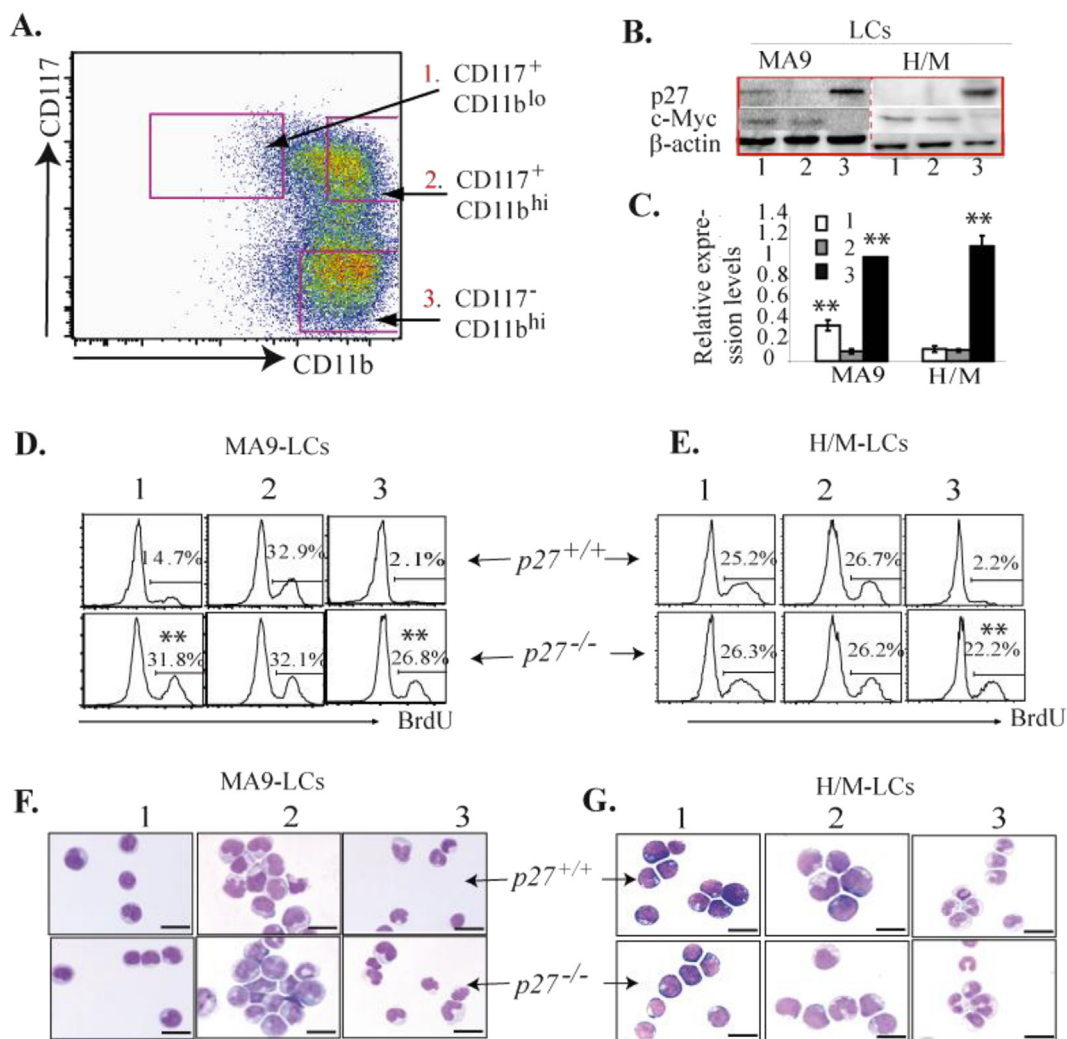 A.
CD117
CD11b
1. CD117+
CD11blo
2. CD117+
CD11bhi
3. CD117-
CD11bhi
B.
LCs
MA9 H/M
p27
c-Myc
β-actin
1 2 3 1 2 3
C.
Relative expre-
ssion levels
1.4
1.2
1
0.8
0.6
0.4
0.2
0
1
2
3
** ** **
MA9 H/M
D.
MA9-LCs
1 2 3
14.7% 32.9% 2.1%
p27+/+
** **
31.8% 32.1% 26.8%
p27-/-
BrdU
E.
H/M-LCs
1 2 3
25.2% 26.7% 2.2%
**
26.3% 26.2% 22.2%
BrdU
F.
MA9-LCs
1 2 3
p27+/+
p27-/-
G.
H/M-LCs
1 2 3